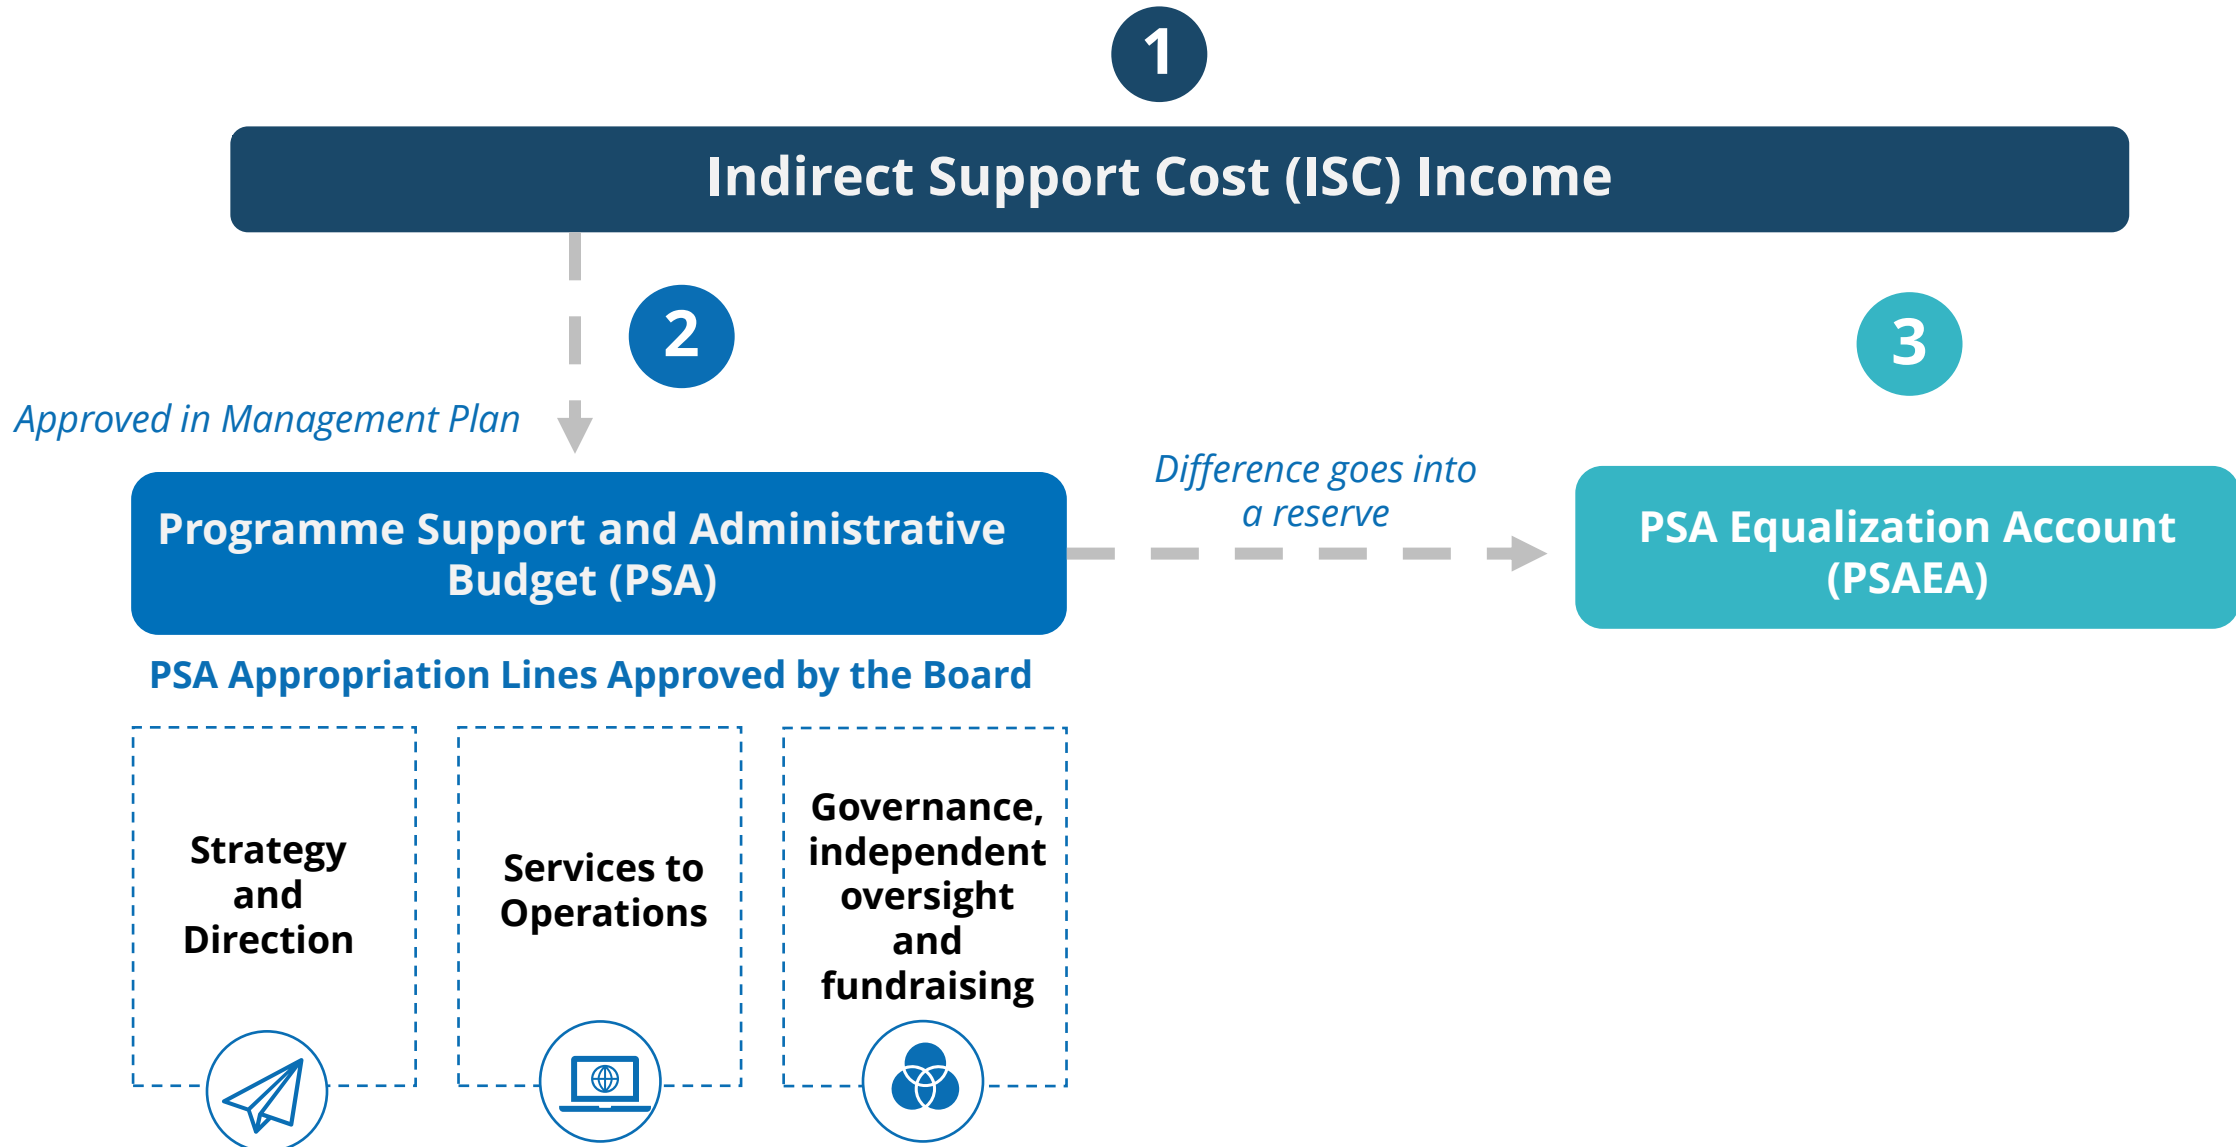 1
Indirect Support Cost (ISC) Income
2
3
Approved in Management Plan
Difference goes into
a reserve
Programme Support and Administrative
Budget (PSA)
PSA Equalization Account
(PSAEA)
PSA Appropriation Lines Approved by the Board
Strategy
and
Direction
Services to
Operations
Governance,
independent
oversight
and
fundraising